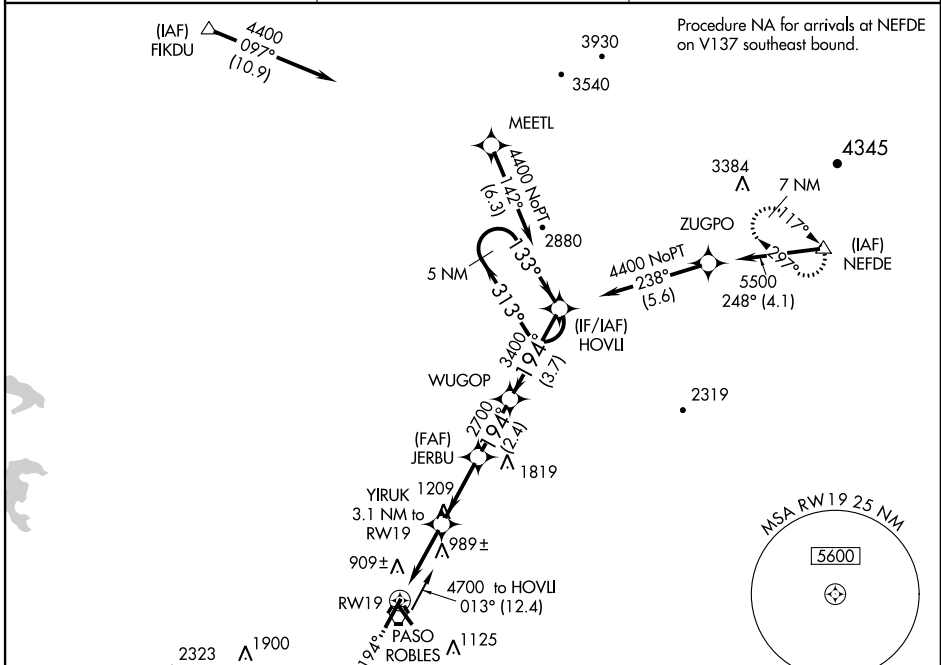 Procedure NA for arrivals at NEFDE
on V137 southeast bound.
(IAF)
FIKDU
4400
097°
(10.9)
3930
3540
MEETL
4400 NoPT
142°
(6.3)
2880
4345
3384
7 NM
117°
297°
(IAF)
NEFDE
ZUGPO
4400 NoPT
238°
(5.6)
5500
248° (4.1)
5 NM
133°
313°
(IF/IAF)
HOVLI
3400
194°
(3.7)
WUGOP
2319
2700
194°
(2.4)
(FAF)
JERBU
1819
YIRUK
3.1 NM to
RW19
1209
989±
909±
MSA RW19 25 NM
5600
4700 to HOVLI
013° (12.4)
RW19
PASO
ROBLES
1125
194°
1900
2323